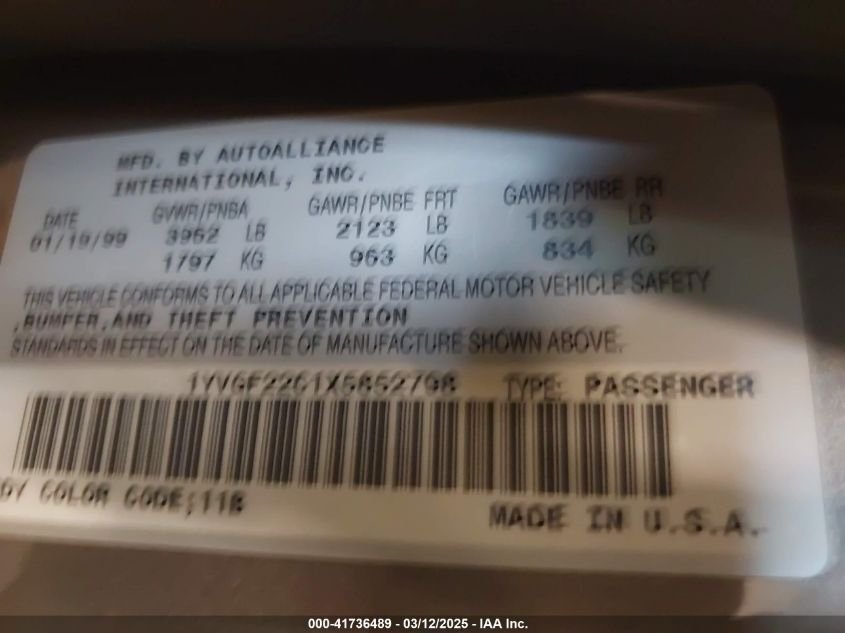 MFD. BY AUTOALLIANCE
INTERNATIONAL, INC.
DATE GVWR/PNBA GAWR/PNBE FRT GAWR/PNBE RR
01/19/99 3962 LB 2123 LB 1839 LB
1797 KG 963 KG 834 KG
THIS VEHICLE CONFORMS TO ALL APPLICABLE FEDERAL MOTOR VEHICLE SAFETY
,BUMPER,AND THEFT PREVENTION
STANDARDS IN EFFECT ON THE DATE OF MANUFACTURE SHOWN ABOVE.
1YVGF22C1X5852798 TYPE: PASSENGER
DY COLOR CODE;11B
MADE IN U.S.A.
000-41736489 - 03/12/2025 - IAA Inc.